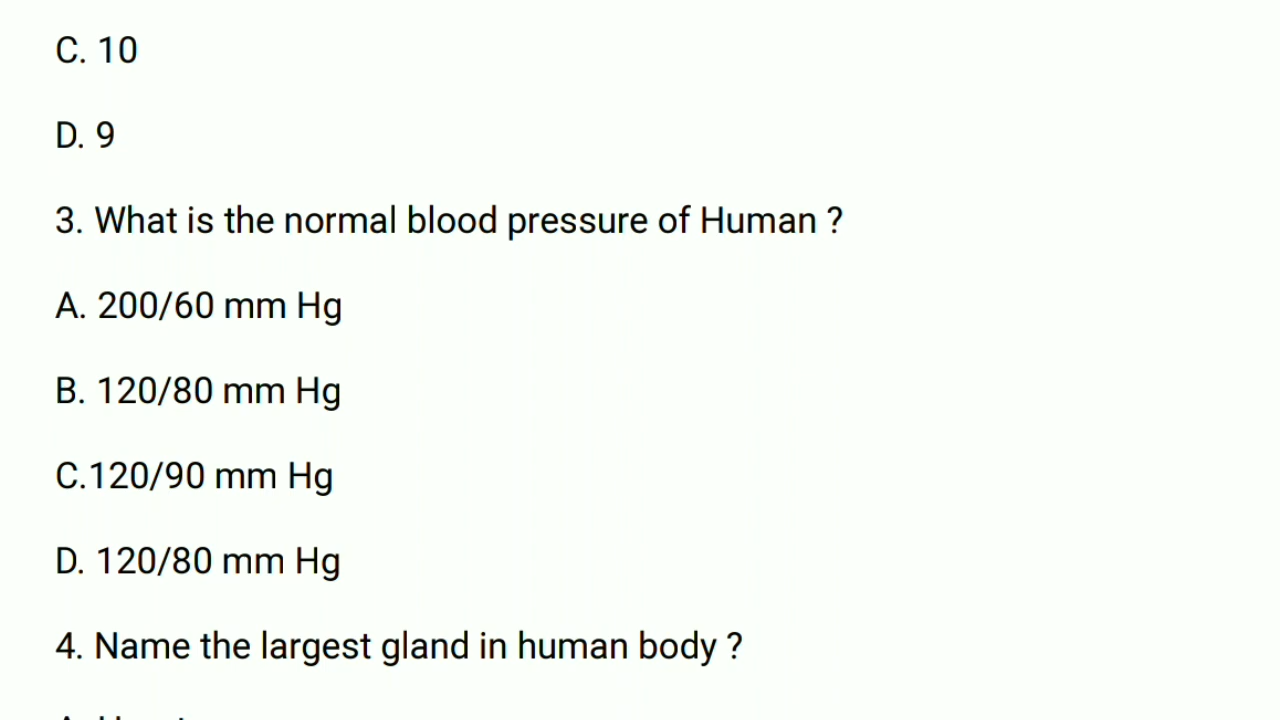 C. 10
D. 9
3. What is the normal blood pressure of Human ?
A. 200/60 mm Hg
B. 120/80 mm Hg
C.120/90 mm Hg
D. 120/80 mm Hg
4. Name the largest gland in human body ?